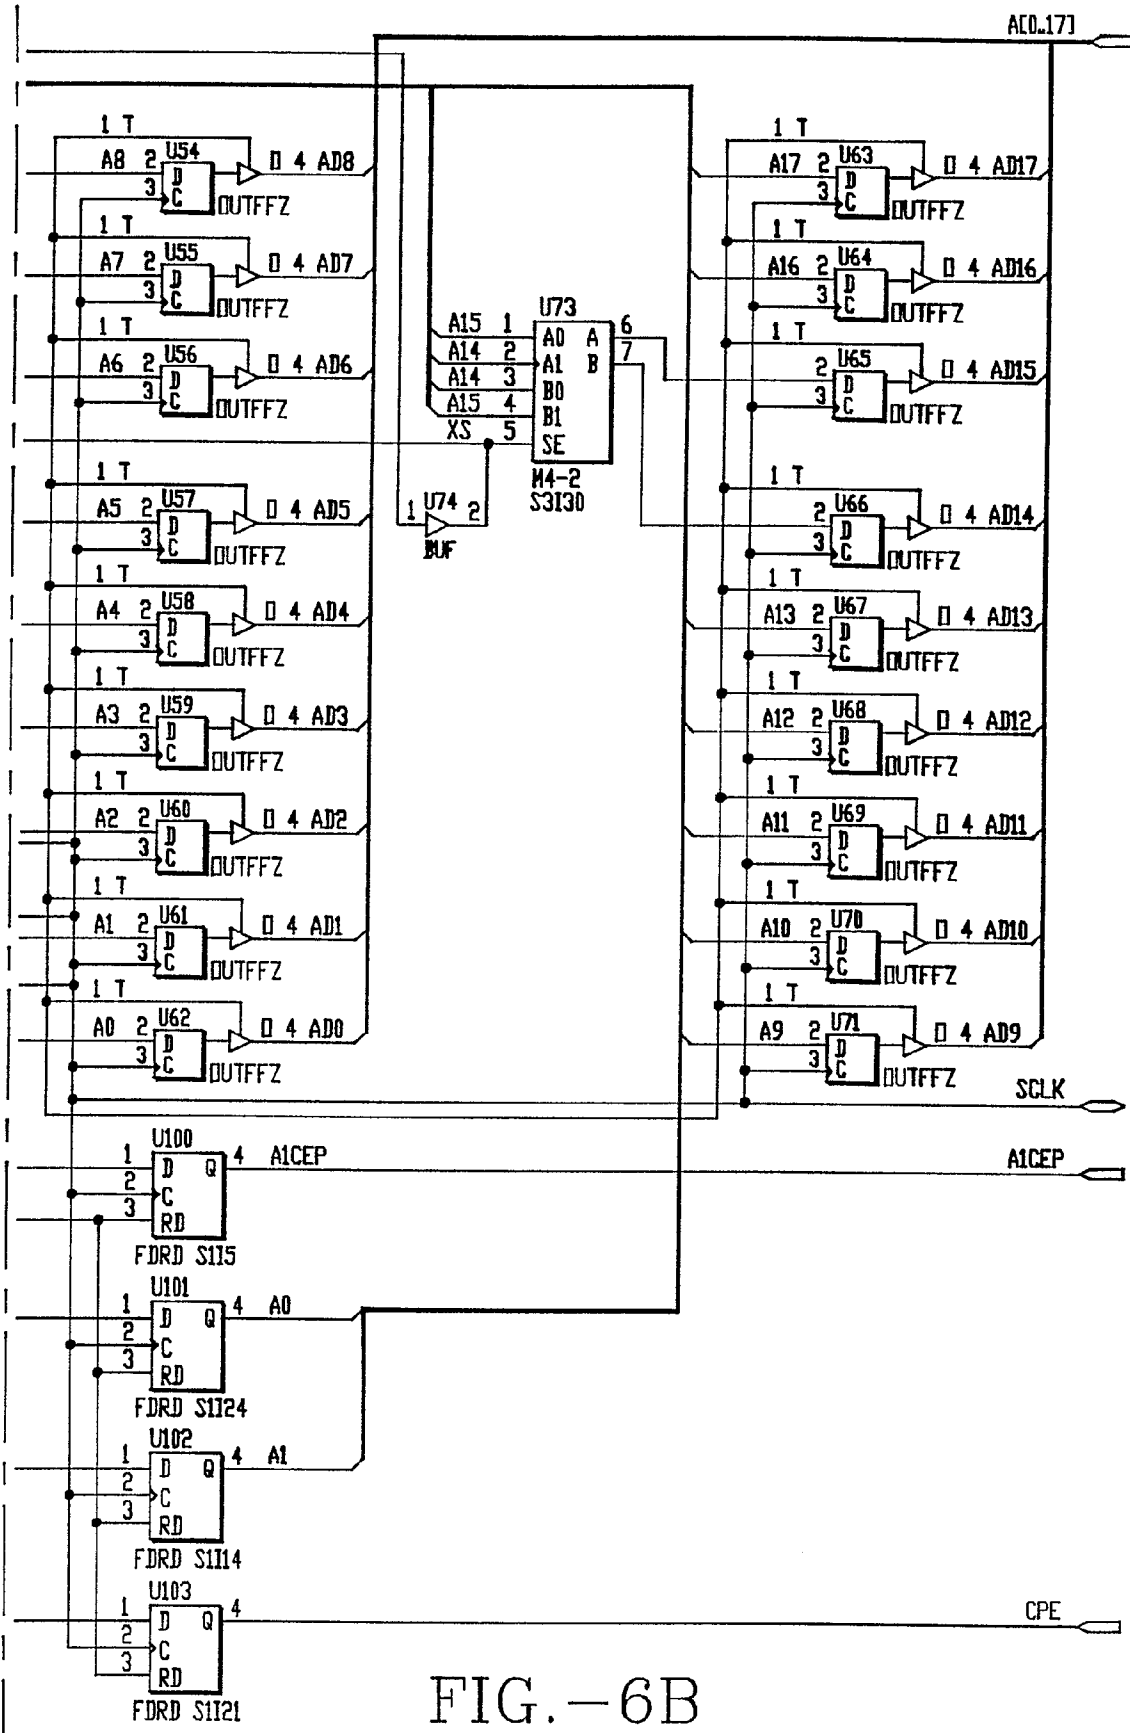 A[0..17]
1 T
U54
A8 2 D O 4 AD8
3 C
OUTFFZ
1 T
U55
A7 2 D O 4 AD7
3 C
OUTFFZ
1 T
U56
A6 2 D O 4 AD6
3 C
OUTFFZ
1 T
U57
A5 2 D O 4 AD5
3 C
OUTFFZ
1 T
U58
A4 2 D O 4 AD4
3 C
OUTFFZ
1 T
U59
A3 2 D O 4 AD3
3 C
OUTFFZ
1 T
U60
A2 2 D O 4 AD2
3 C
OUTFFZ
1 T
U61
A1 2 D O 4 AD1
3 C
OUTFFZ
1 T
U62
A0 2 D O 4 AD0
3 C
OUTFFZ
U73
A15 1 A0 A 6
A14 2 A1 B 7
A14 3 B0
A15 4 B1
XS 5 SE
M4-2
S3I30
1 U74 2
BUF
1 T
U63
A17 2 D O 4 AD17
3 C
OUTFFZ
1 T
U64
A16 2 D O 4 AD16
3 C
OUTFFZ
1 T
U65
2 D O 4 AD15
3 C
OUTFFZ
1 T
U66
2 D O 4 AD14
3 C
OUTFFZ
1 T
U67
A13 2 D O 4 AD13
3 C
OUTFFZ
1 T
U68
A12 2 D O 4 AD12
3 C
OUTFFZ
1 T
U69
A11 2 D O 4 AD11
3 C
OUTFFZ
1 T
U70
A10 2 D O 4 AD10
3 C
OUTFFZ
1 T
U71
A9 2 D O 4 AD9
3 C
OUTFFZ
SCLK
U100
1 D Q 4 A1CEP A1CEP
2 C
3 RD
FDRD S1I5
U101
1 D Q 4 A0
2 C
3 RD
FDRD S1I24
U102
1 D Q 4 A1
2 C
3 RD
FDRD S1I14
U103
1 D Q 4 CPE
2 C
3 RD
FDRD S1I21
FIG.-6B